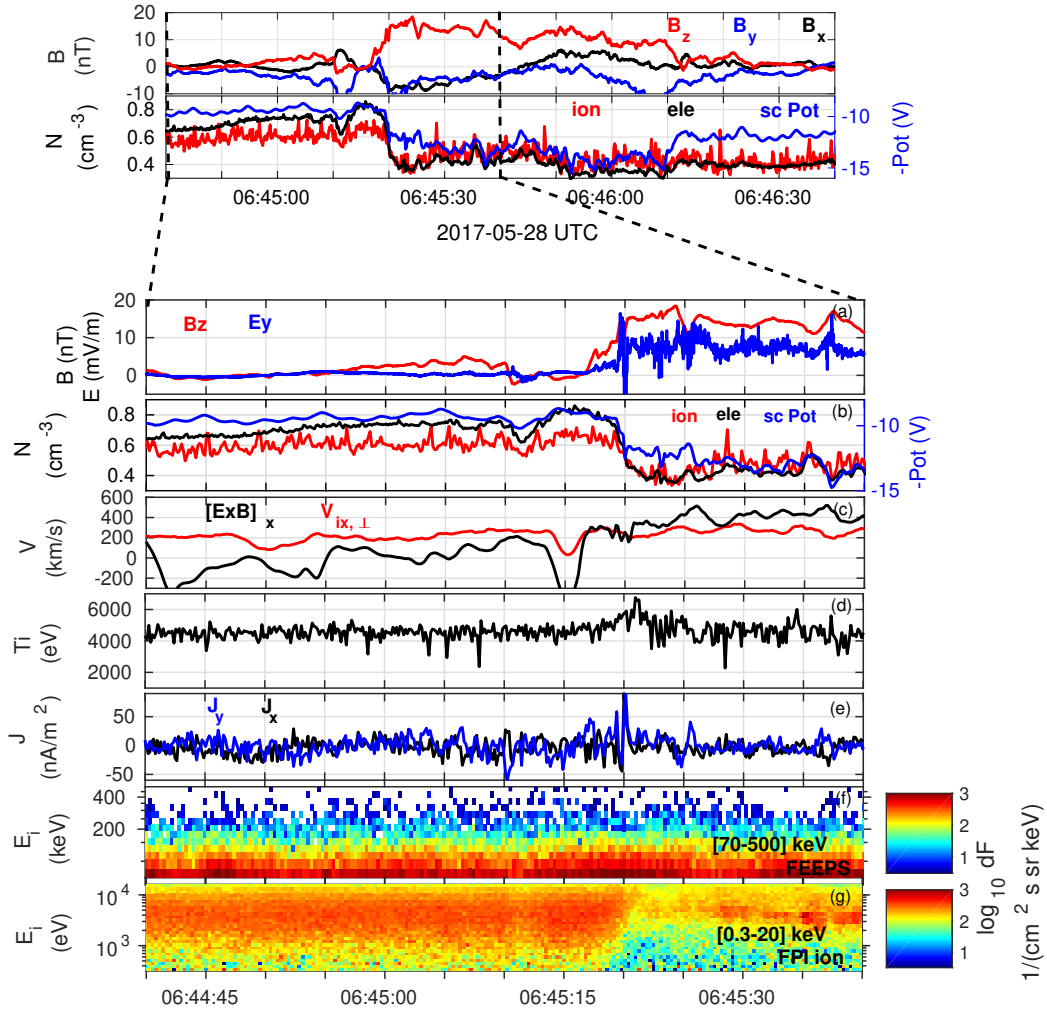 20
10
0
-10
B
(nT)
B_z
B_y
B_x
0.8
0.6
0.4
N
(cm^-3)
ion
ele
sc Pot
-10
-15
-Pot (V)
06:45:00
06:45:30
06:46:00
06:46:30
2017-05-28 UTC
20
10
0
B (nT)
E (mV/m)
Bz
Ey
(a)
0.8
0.6
0.4
N
(cm^-3)
ion
ele
sc Pot
(b)
-10
-15
-Pot (V)
600
400
200
0
-200
V
(km/s)
[ExB]_x
V_ix,⊥
(c)
6000
4000
2000
Ti
(eV)
(d)
50
0
-50
J
(nA/m^2)
J_y
J_x
(e)
400
200
E_i
(keV)
(f)
[70-500] keV
FEEPS
10^4
10^3
E_i
(eV)
(g)
[0.3-20] keV
FPI ion
06:44:45
06:45:00
06:45:15
06:45:30
3
2
1
3
2
1
log_10 dF
1/(cm^2 s sr keV)